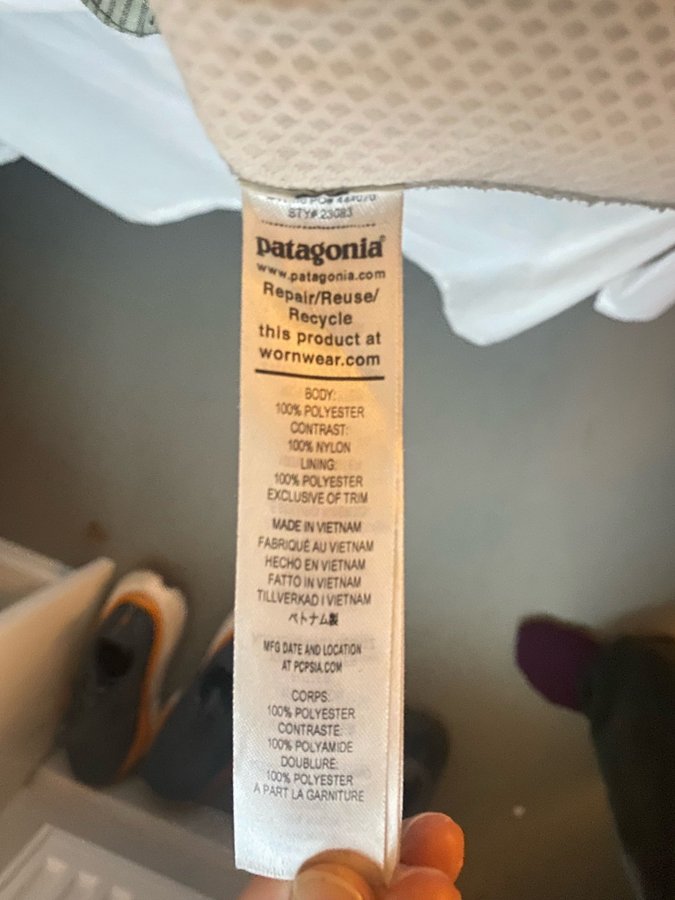 STY# 23083
patagonia®
www.patagonia.com
Repair/Reuse/
Recycle
this product at
wornwear.com
BODY:
100% POLYESTER
CONTRAST:
100% NYLON
LINING:
100% POLYESTER
EXCLUSIVE OF TRIM
MADE IN VIETNAM
FABRIQUÉ AU VIETNAM
HECHO EN VIETNAM
FATTO IN VIETNAM
TILLVERKAD I VIETNAM
ベトナム製
MFG DATE AND LOCATION
AT PCPSIA.COM
CORPS:
100% POLYESTER
CONTRASTE:
100% POLYAMIDE
DOUBLURE:
100% POLYESTER
A PART LA GARNITURE